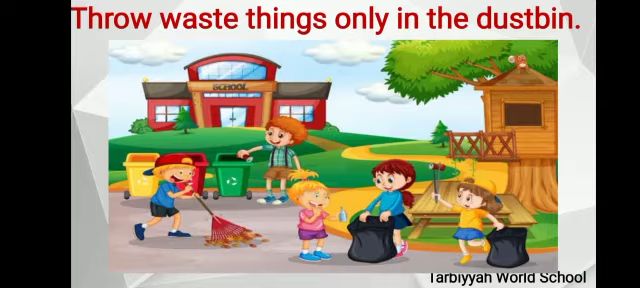 Throw waste things only in the dustbin.
SCHOOL
Tarbiyyah World School